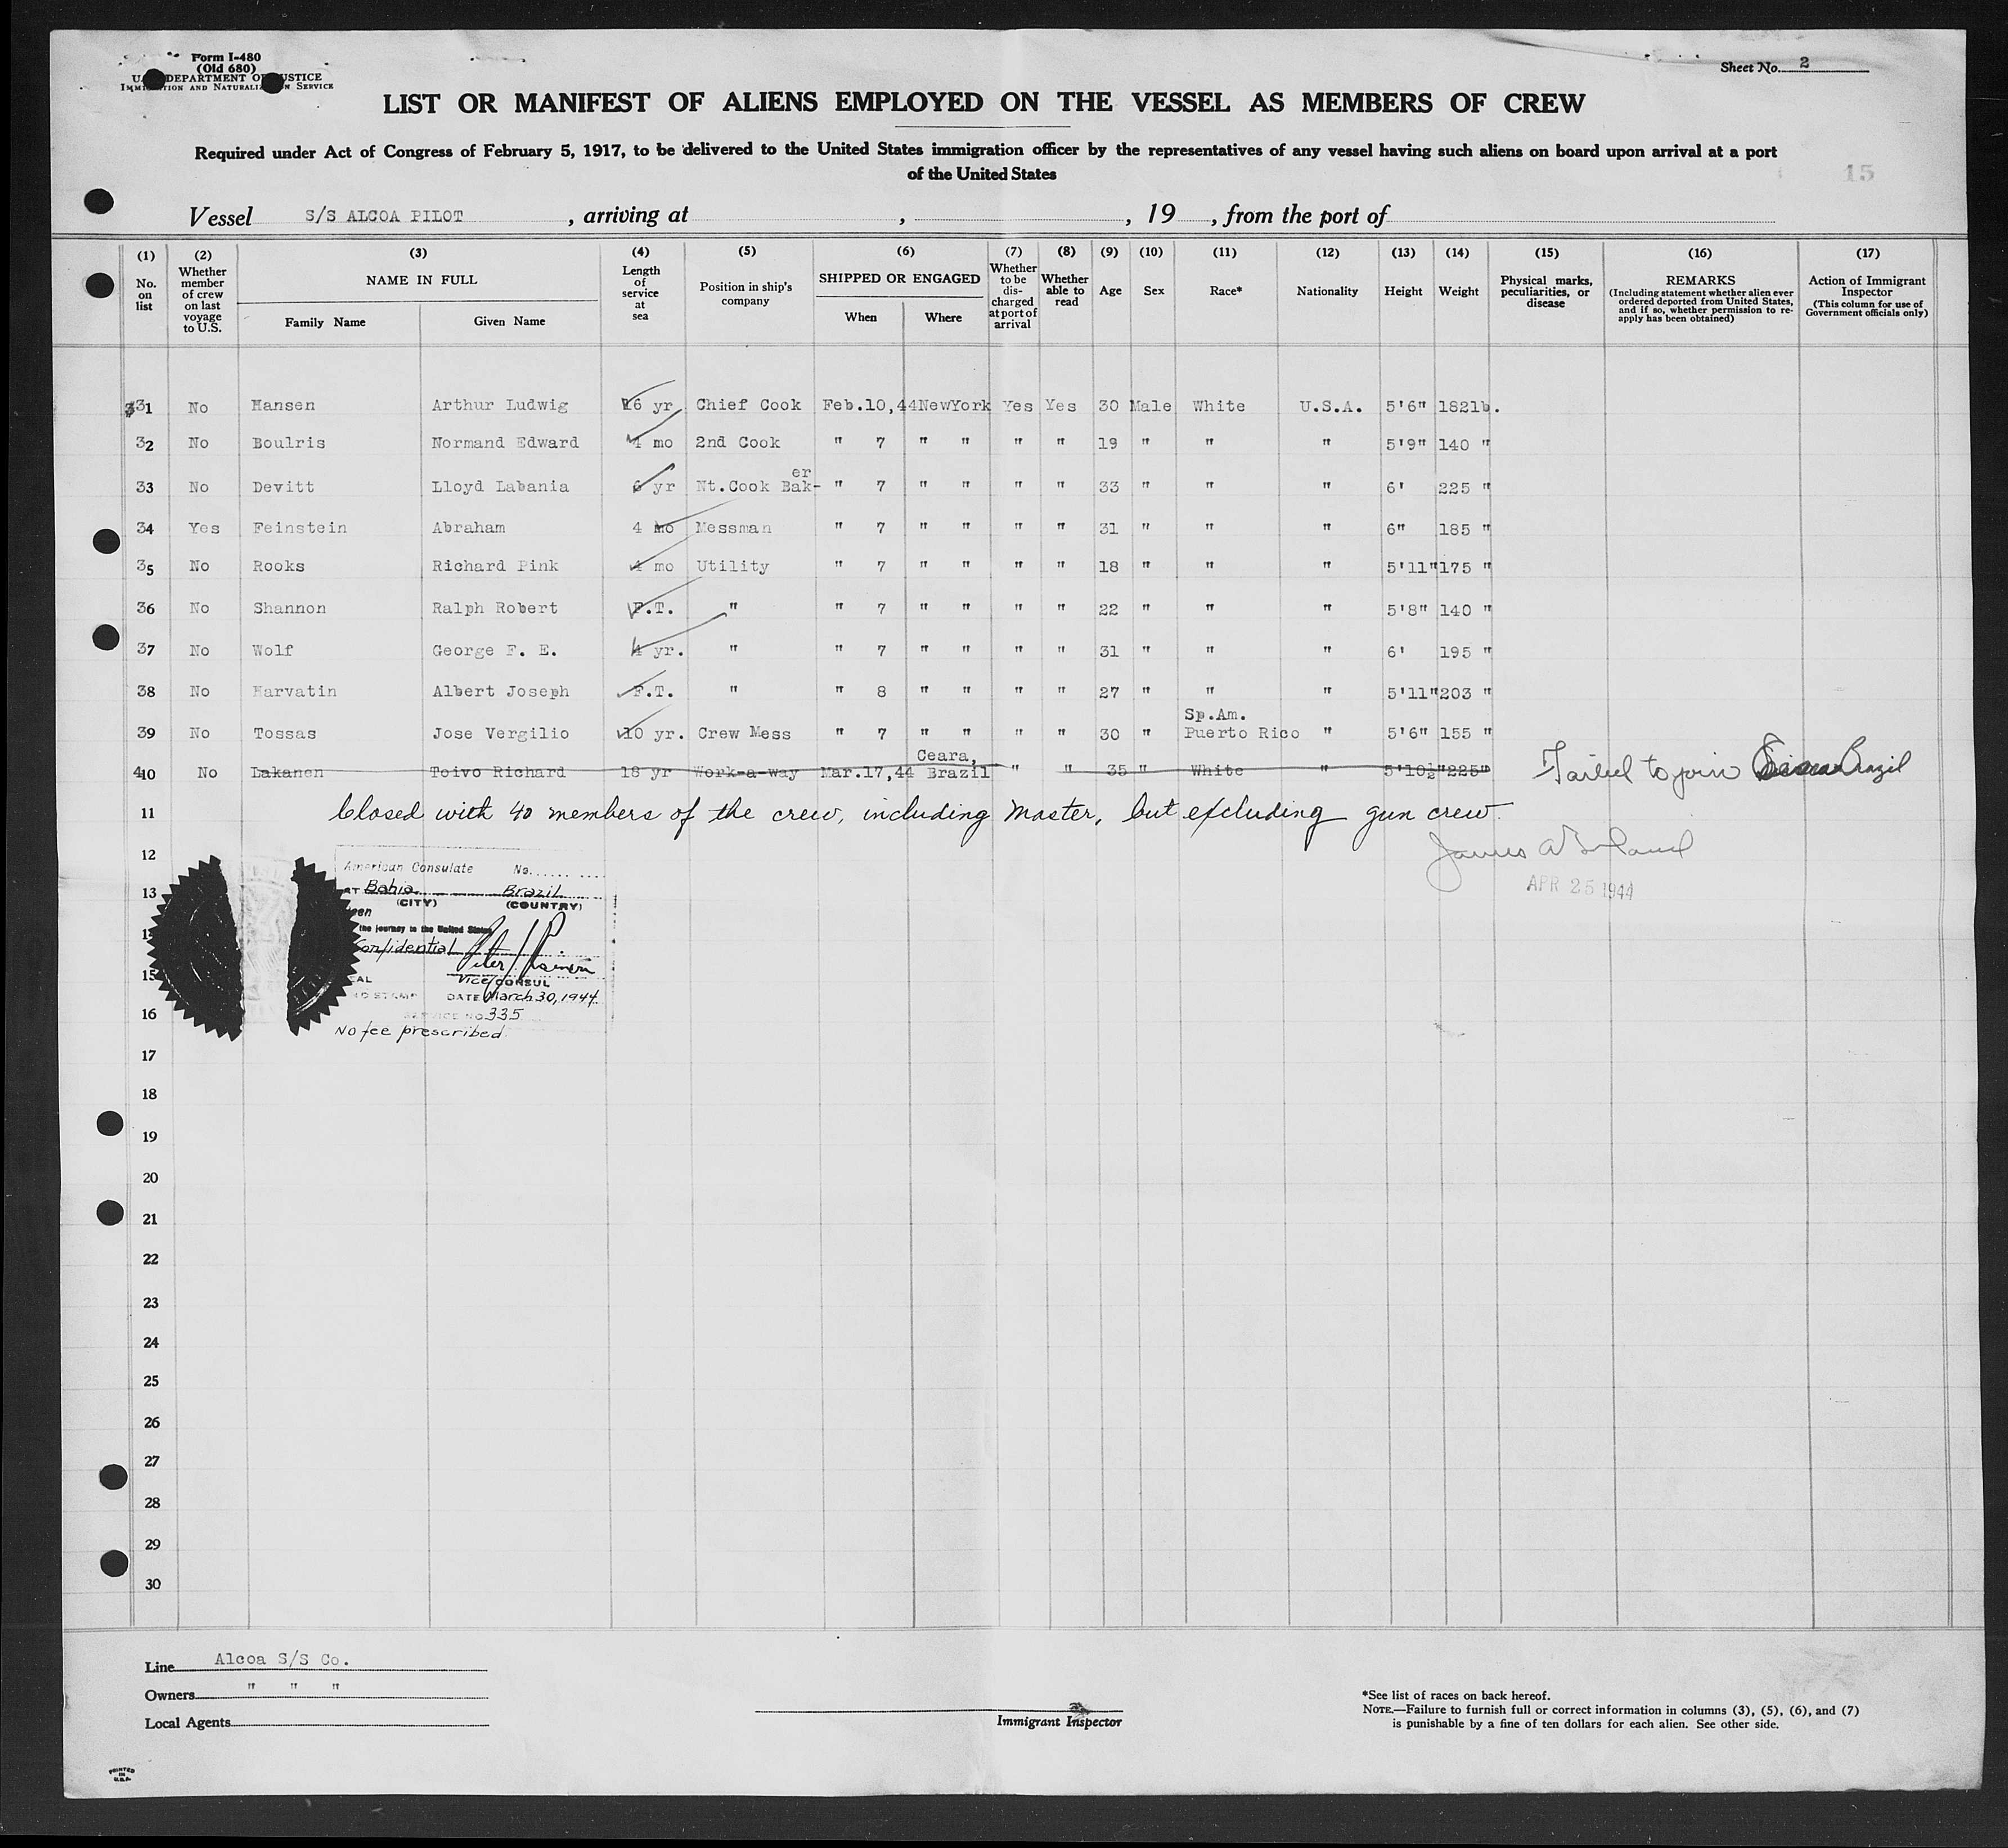 Form I-480
(Old 680)
U.S. DEPARTMENT OF JUSTICE
IMMIGRATION AND NATURALIZATION SERVICE
Sheet No. 2
LIST OR MANIFEST OF ALIENS EMPLOYED ON THE VESSEL AS MEMBERS OF CREW
Required under Act of Congress of February 5, 1917, to be delivered to the United States immigration officer by the representatives of any vessel having such aliens on board upon arrival at a port
of the United States
15
Vessel S/S ALCOA PILOT, arriving at , , 19 , from the port of
(1) No. on list
(2) Whether member of crew on last voyage to U.S.
(3) NAME IN FULL Family Name Given Name
(4) Length of service at sea
(5) Position in ship's company
(6) SHIPPED OR ENGAGED When Where
(7) Whether to be discharged at port of arrival
(8) Whether able to read
(9) Age
(10) Sex
(11) Race*
(12) Nationality
(13) Height
(14) Weight
(15) Physical marks, peculiarities, or disease
(16) REMARKS (Including statement whether alien ever ordered deported from United States, and if so, whether permission to re-apply has been obtained)
(17) Action of Immigrant Inspector (This column for use of Government officials only)
31 No Hansen Arthur Ludwig 16 yr Chief Cook Feb.10,44 NewYork Yes Yes 30 Male White U.S.A. 5'6" 182lb.
32 No Boulris Normand Edward 4 mo 2nd Cook " 7 " " " " 19 " " " 5'9" 140 "
33 No Devitt Lloyd Labania 6 yr Nt.Cook Bak-er " 7 " " " " 33 " " " 6' 225 "
34 Yes Feinstein Abraham 4 mo Messman " 7 " " " " 31 " " " 6" 185 "
35 No Rooks Richard Pink 4 mo Utility " 7 " " " " 18 " " " 5'11" 175 "
36 No Shannon Ralph Robert F.T. " " 7 " " " " 22 " " " 5'8" 140 "
37 No Wolf George F. E. 4 yr. " " 7 " " " " 31 " " " 6' 195 "
38 No Harvatin Albert Joseph F.T. " " 8 " " " " 27 " " " 5'11" 203 "
39 No Tossas Jose Vergilio 10 yr. Crew Mess " 7 " " " " 30 " Sp.Am. Puerto Rico " 5'6" 155 "
40 No Lakanen Toivo Richard 18 yr Work-a-way Mar.17,44 Ceara, Brazil " " 35 " White " 5'10½" 225" Failed to join Brazil
11 Closed with 40 members of the crew, including Master, but excluding gun crew.
12
APR 25 1944
American Consulate No.
13
AT Bahia Brazil
(CITY) (COUNTRY)
14
the journey to the United States
Confidential
15
Vice CONSUL
DATE March 30, 1944
16
SERVICE NO 335
No fee prescribed
17
18
19
20
21
22
23
24
25
26
27
28
29
30
Line Alcoa S/S Co.
Owners " " "
Local Agents
Immigrant Inspector
*See list of races on back hereof.
NOTE.—Failure to furnish full or correct information in columns (3), (5), (6), and (7)
is punishable by a fine of ten dollars for each alien. See other side.
PRINTED
IN
U.S.A.